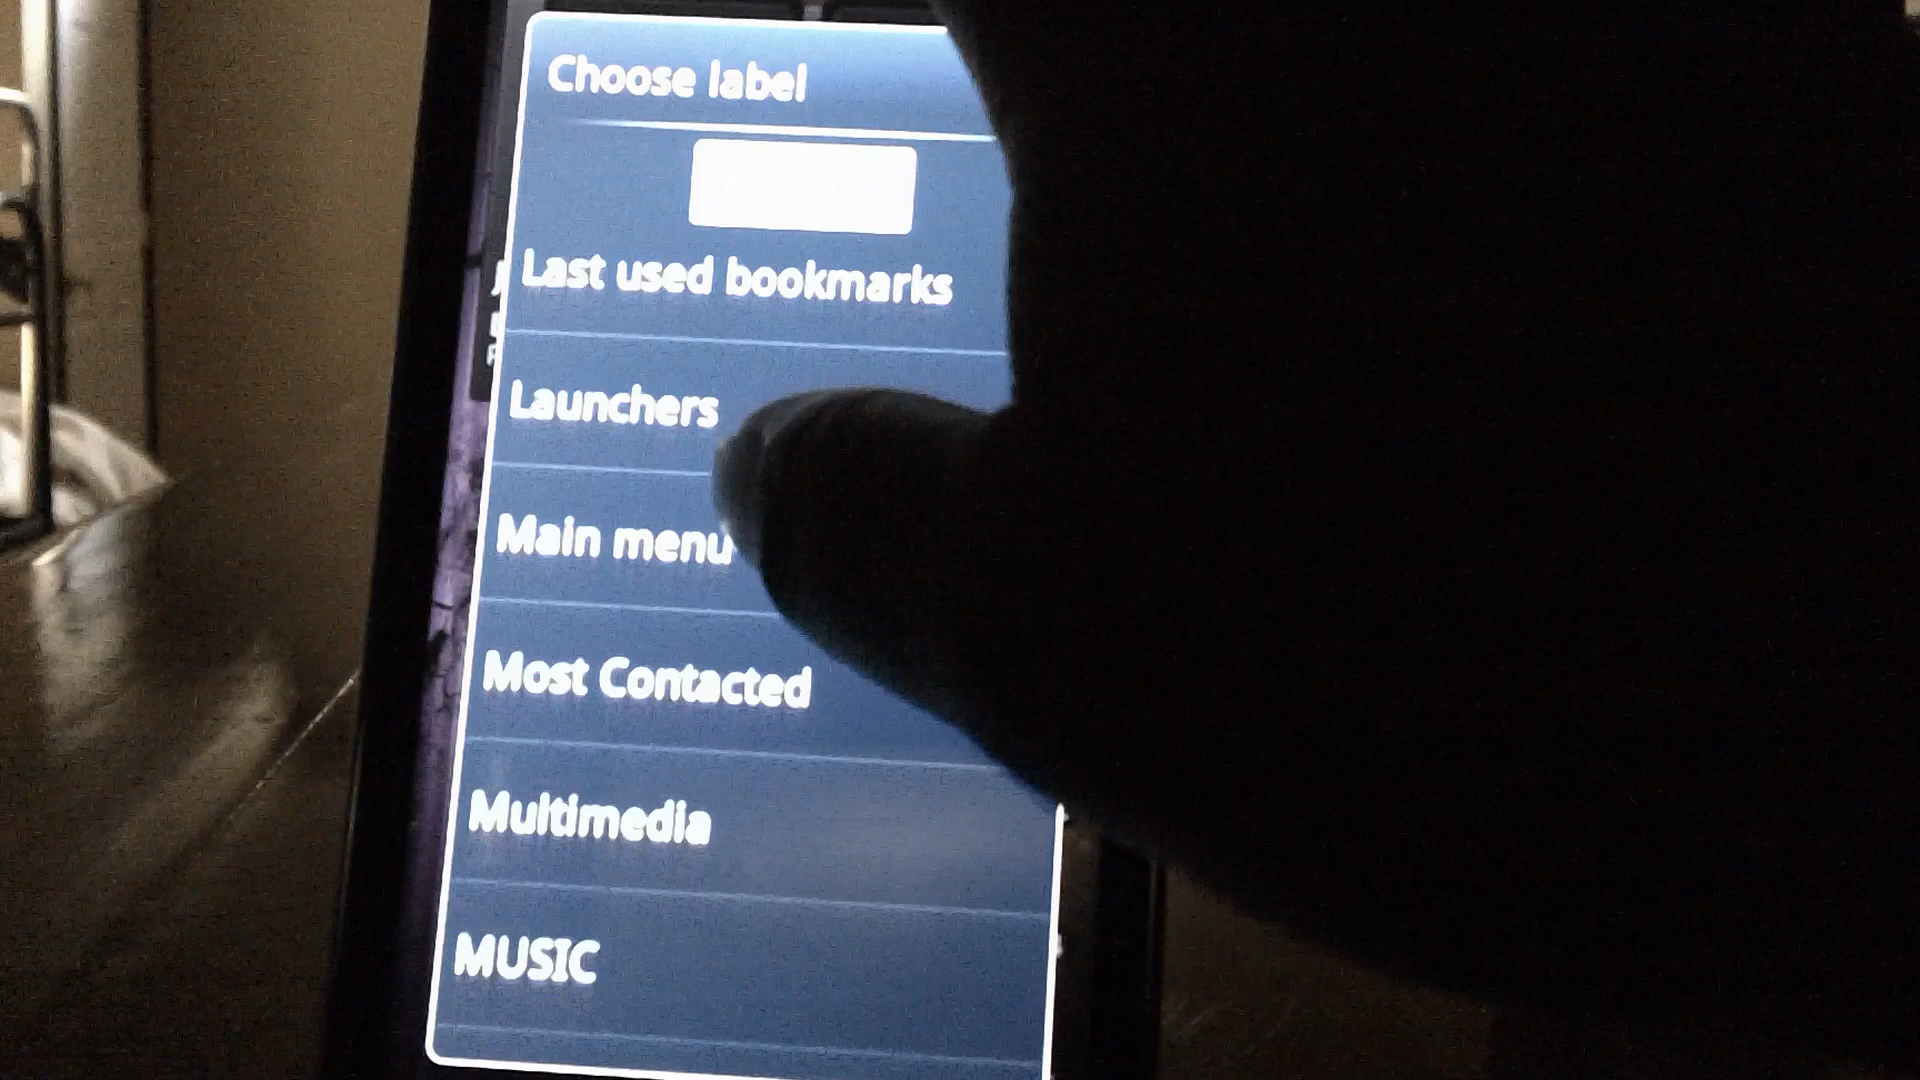 Choose label
Last used bookmarks
Launchers
Main menu
Most Contacted
Multimedia
MUSIC